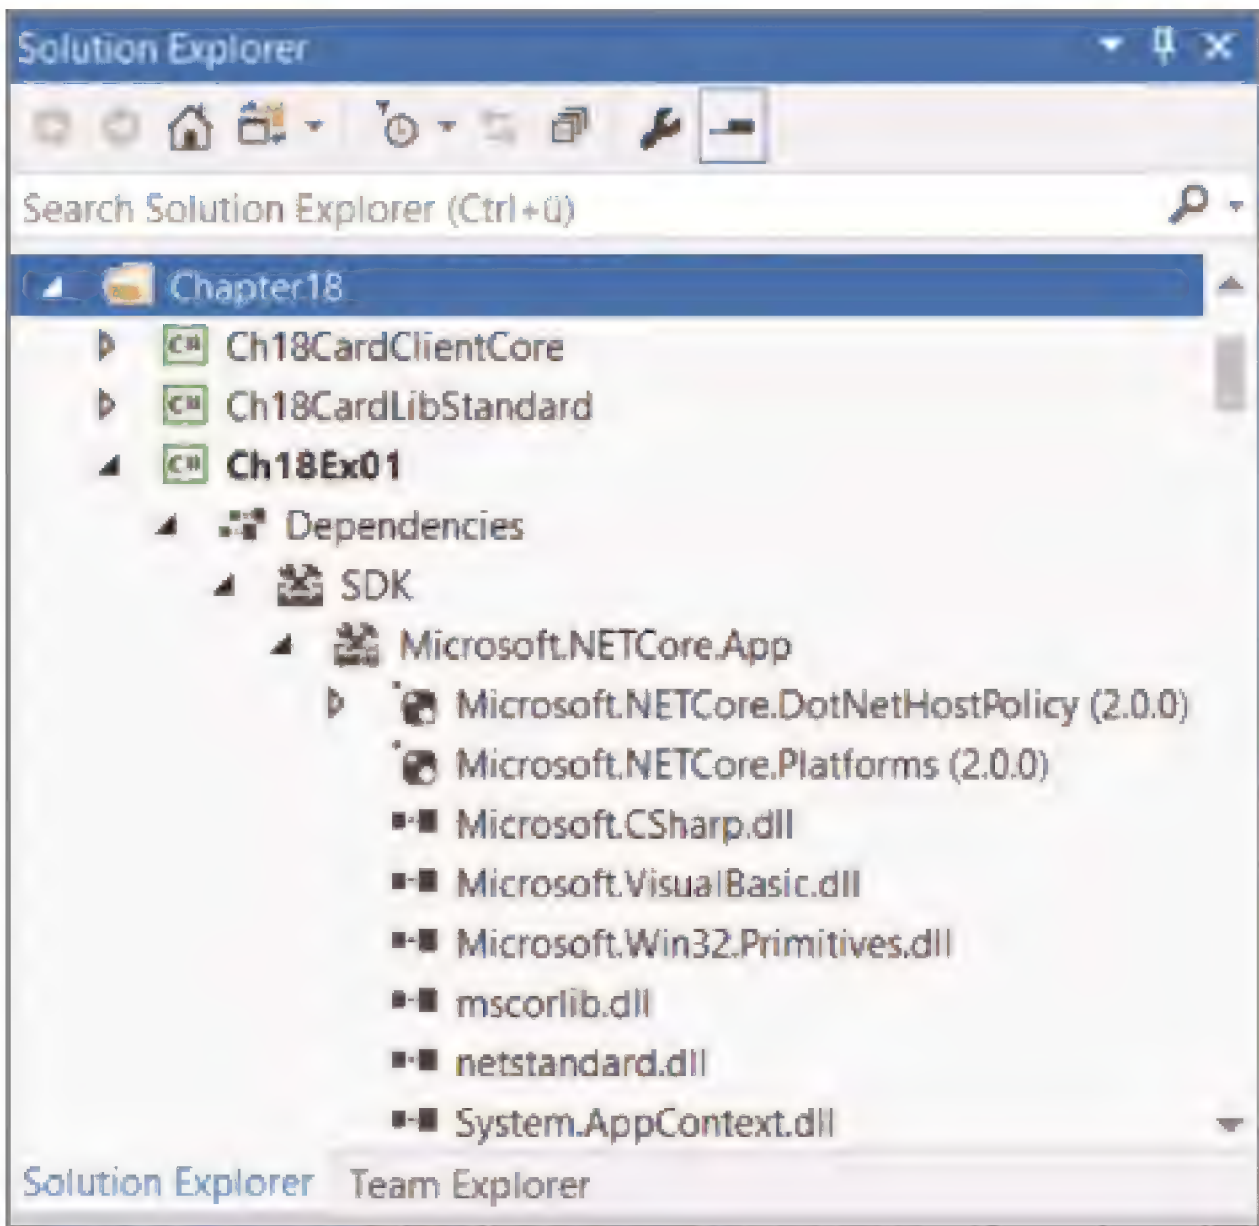 Solution Explorer
Search Solution Explorer (Ctrl+ü)
Chapter18
C# Ch18CardClientCore
C# Ch18CardLibStandard
C# Ch18Ex01
Dependencies
SDK
Microsoft.NETCore.App
Microsoft.NETCore.DotNetHostPolicy (2.0.0)
Microsoft.NETCore.Platforms (2.0.0)
Microsoft.CSharp.dll
Microsoft.VisualBasic.dll
Microsoft.Win32.Primitives.dll
mscorlib.dll
netstandard.dll
System.AppContext.dll
Solution Explorer Team Explorer